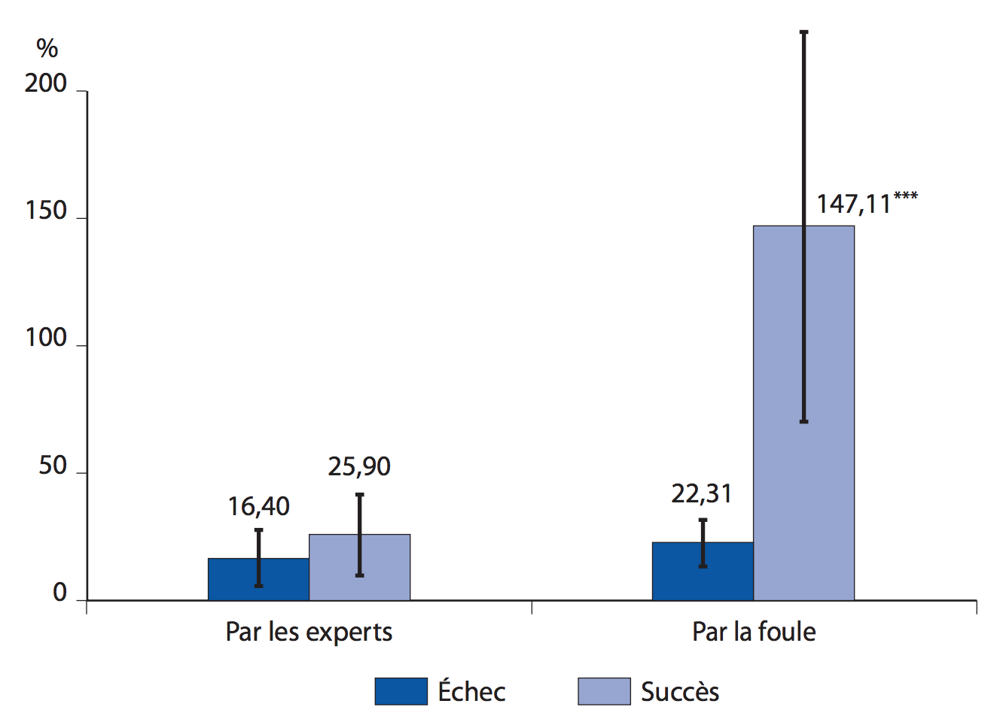 %
200
150
100
50
0
16,40
25,90
22,31
147,11***
Par les experts
Par la foule
Échec
Succès